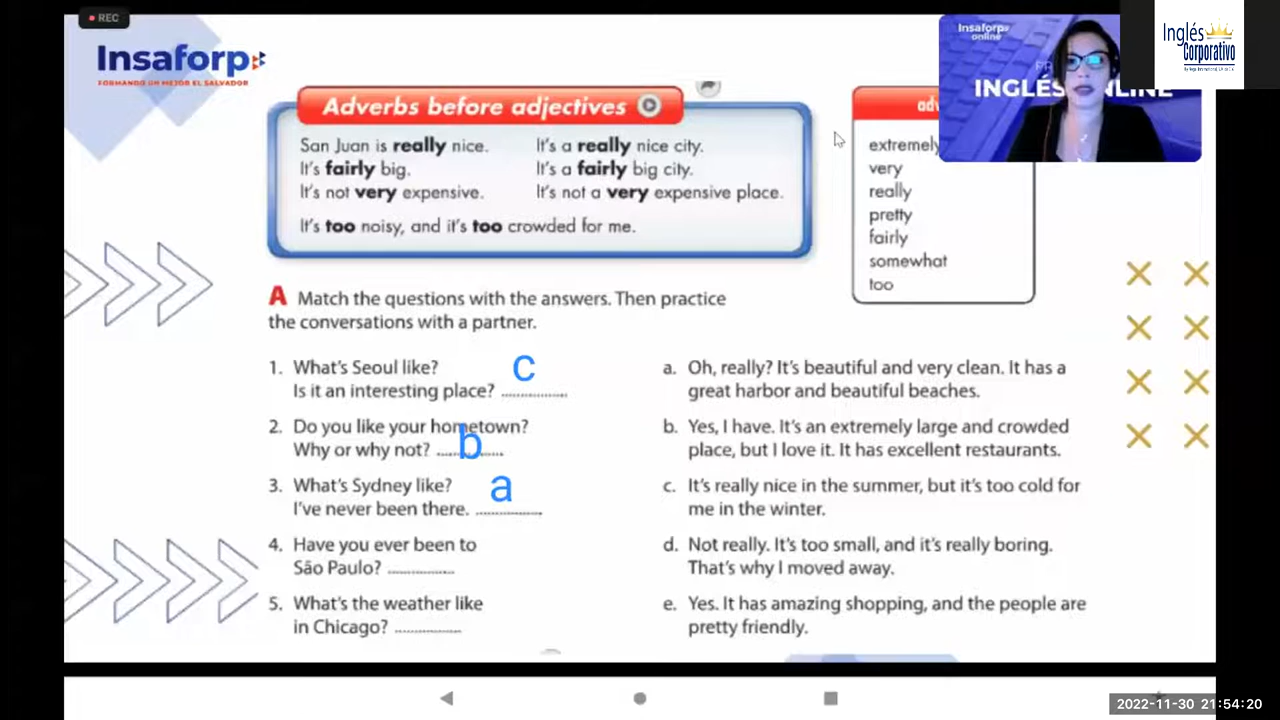 REC
Insaforp
FORMANDO UN MEJOR EL SALVADOR
Insaforp
online
INGLÉS ONLINE
Inglés
Corporativo
Adverbs before adjectives
San Juan is really nice.
It's a really nice city.
It's fairly big.
It's a fairly big city.
It's not very expensive.
It's not a very expensive place.
It's too noisy, and it's too crowded for me.
adv
extremely
very
really
pretty
fairly
somewhat
too
A Match the questions with the answers. Then practice
the conversations with a partner.
1. What's Seoul like?
Is it an interesting place? c
2. Do you like your hometown?
Why or why not? b
3. What's Sydney like?
I've never been there. a
4. Have you ever been to
São Paulo?
5. What's the weather like
in Chicago?
a. Oh, really? It's beautiful and very clean. It has a
great harbor and beautiful beaches.
b. Yes, I have. It's an extremely large and crowded
place, but I love it. It has excellent restaurants.
c. It's really nice in the summer, but it's too cold for
me in the winter.
d. Not really. It's too small, and it's really boring.
That's why I moved away.
e. Yes. It has amazing shopping, and the people are
pretty friendly.
2022-11-30 21:54:20